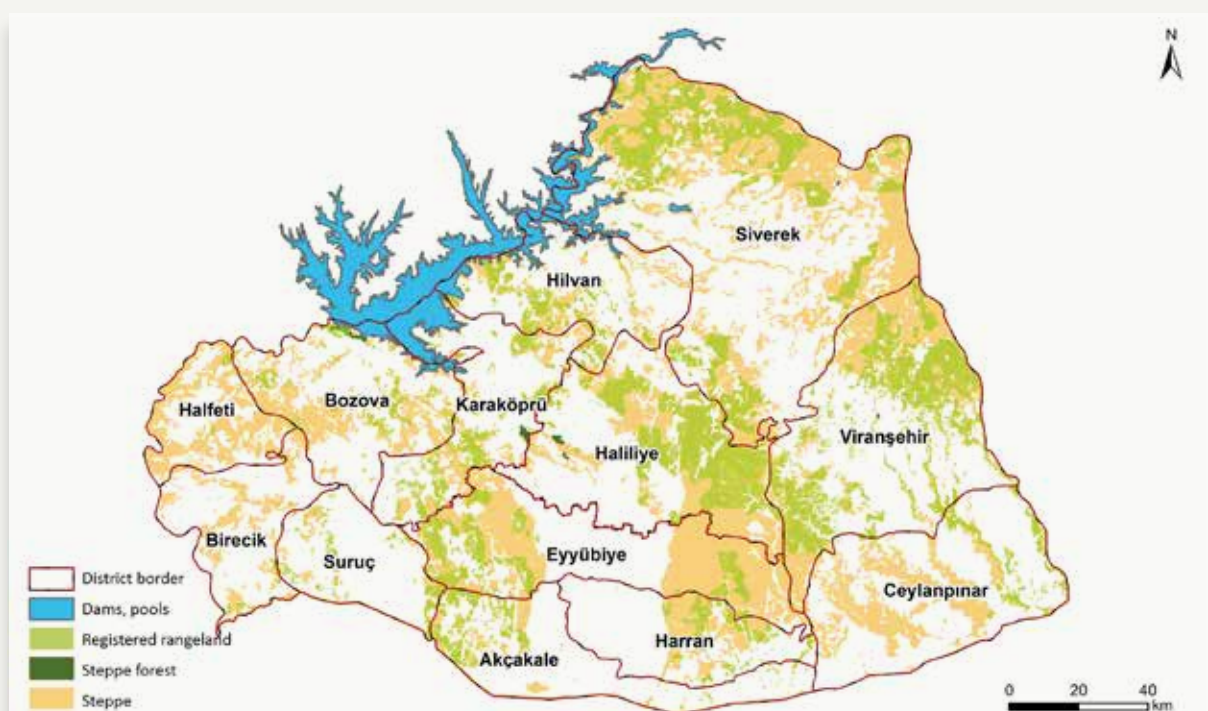 N
Siverek
Hilvan
Halfeti
Bozova
Karaköprü
Haliliye
Viranşehir
Birecik
Suruç
Eyyübiye
Ceylanpınar
Harran
Akçakale
District border
Dams, pools
Registered rangeland
Steppe forest
Steppe
0 20 40
km